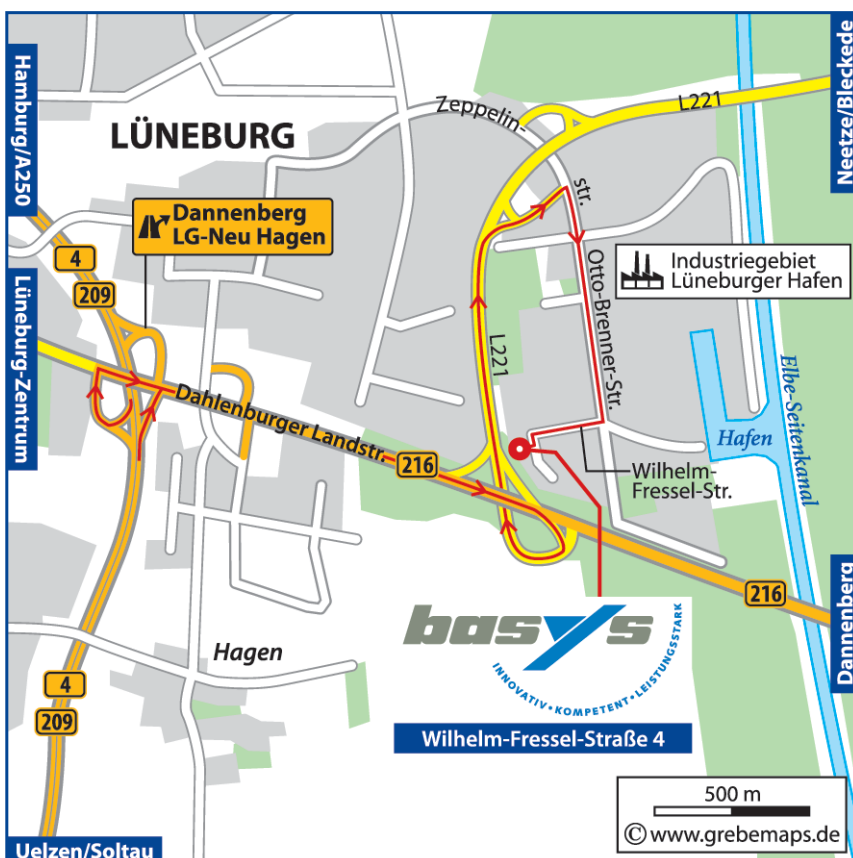 Hamburg/A250
LÜNEBURG
Zeppelin-
str.
L221
Neetze/Bleckede
Dannenberg
LG-Neu Hagen
4
209
Industriegebiet
Lüneburger Hafen
Lüneburg-Zentrum
L221
Otto-Brenner-Str.
Elbe-Seitenkanal
Dahlenburger Landstr.
216
Hafen
Wilhelm-
Fressel-Str.
216
Dannenberg
basys
INNOVATIV•KOMPETENT•LEISTUNGSSTARK
Hagen
4
209
Wilhelm-Fressel-Straße 4
500 m
© www.grebemaps.de
Uelzen/Soltau